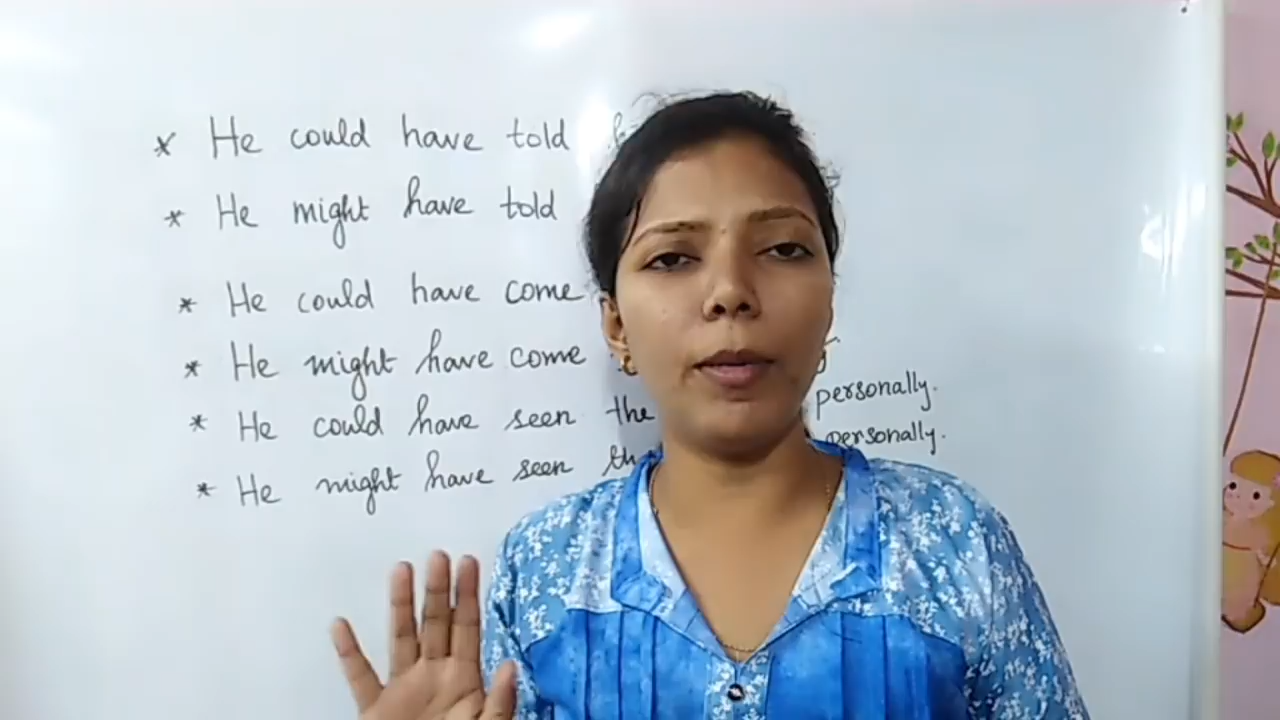 * He could have told
* He might have told
* He could have come
* He might have come
* He could have seen the personally.
* He might have seen personally.